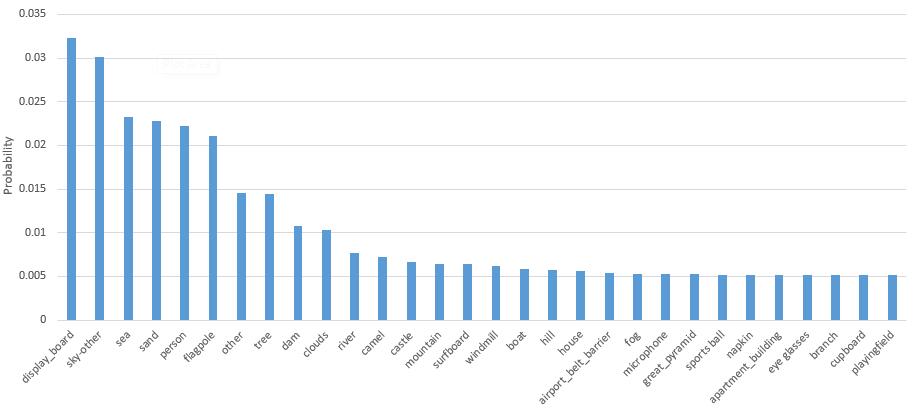 0.035
0.03
0.025
0.02
0.015
0.01
0.005
0
Probability
display_board
sky-other
sea
sand
person
flagpole
other
tree
dam
clouds
river
camel
castle
mountain
surfboard
windmill
boat
hill
house
airport_belt_barrier
fog
microphone
great_pyramid
sports ball
napkin
apartment_building
eye glasses
branch
cupboard
playingfield